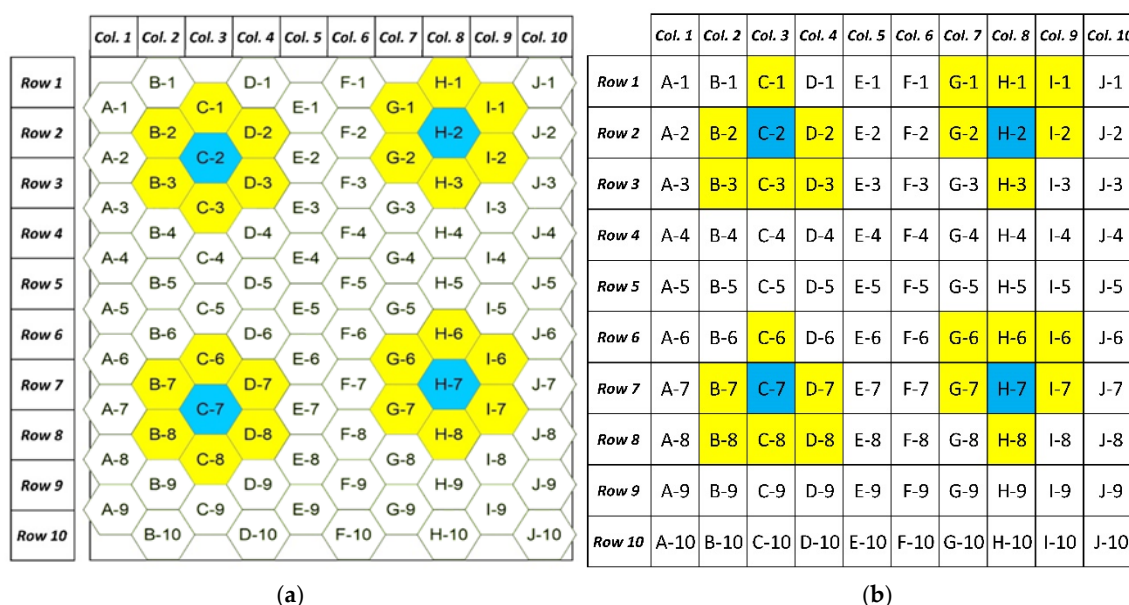 Col. 1 Col. 2 Col. 3 Col. 4 Col. 5 Col. 6 Col. 7 Col. 8 Col. 9 Col. 10
Row 1 B-1 D-1 F-1 H-1 J-1
A-1 C-1 E-1 G-1 I-1
Row 2 B-2 D-2 F-2 H-2 J-2
A-2 C-2 E-2 G-2 I-2
Row 3 B-3 D-3 F-3 H-3 J-3
A-3 C-3 E-3 G-3 I-3
Row 4 B-4 D-4 F-4 H-4 J-4
A-4 C-4 E-4 G-4 I-4
Row 5 B-5 D-5 F-5 H-5 J-5
A-5 C-5 E-5 G-5 I-5
Row 6 B-6 D-6 F-6 H-6 J-6
A-6 C-6 E-6 G-6 I-6
Row 7 B-7 D-7 F-7 H-7 J-7
A-7 C-7 E-7 G-7 I-7
Row 8 B-8 D-8 F-8 H-8 J-8
A-8 C-8 E-8 G-8 I-8
Row 9 B-9 D-9 F-9 H-9 J-9
A-9 C-9 E-9 G-9 I-9
Row 10 B-10 D-10 F-10 H-10 J-10
(a)
Col. 1 Col. 2 Col. 3 Col. 4 Col. 5 Col. 6 Col. 7 Col. 8 Col. 9 Col. 10
Row 1 A-1 B-1 C-1 D-1 E-1 F-1 G-1 H-1 I-1 J-1
Row 2 A-2 B-2 C-2 D-2 E-2 F-2 G-2 H-2 I-2 J-2
Row 3 A-3 B-3 C-3 D-3 E-3 F-3 G-3 H-3 I-3 J-3
Row 4 A-4 B-4 C-4 D-4 E-4 F-4 G-4 H-4 I-4 J-4
Row 5 A-5 B-5 C-5 D-5 E-5 F-5 G-5 H-5 I-5 J-5
Row 6 A-6 B-6 C-6 D-6 E-6 F-6 G-6 H-6 I-6 J-6
Row 7 A-7 B-7 C-7 D-7 E-7 F-7 G-7 H-7 I-7 J-7
Row 8 A-8 B-8 C-8 D-8 E-8 F-8 G-8 H-8 I-8 J-8
Row 9 A-9 B-9 C-9 D-9 E-9 F-9 G-9 H-9 I-9 J-9
Row 10 A-10 B-10 C-10 D-10 E-10 F-10 G-10 H-10 I-10 J-10
(b)